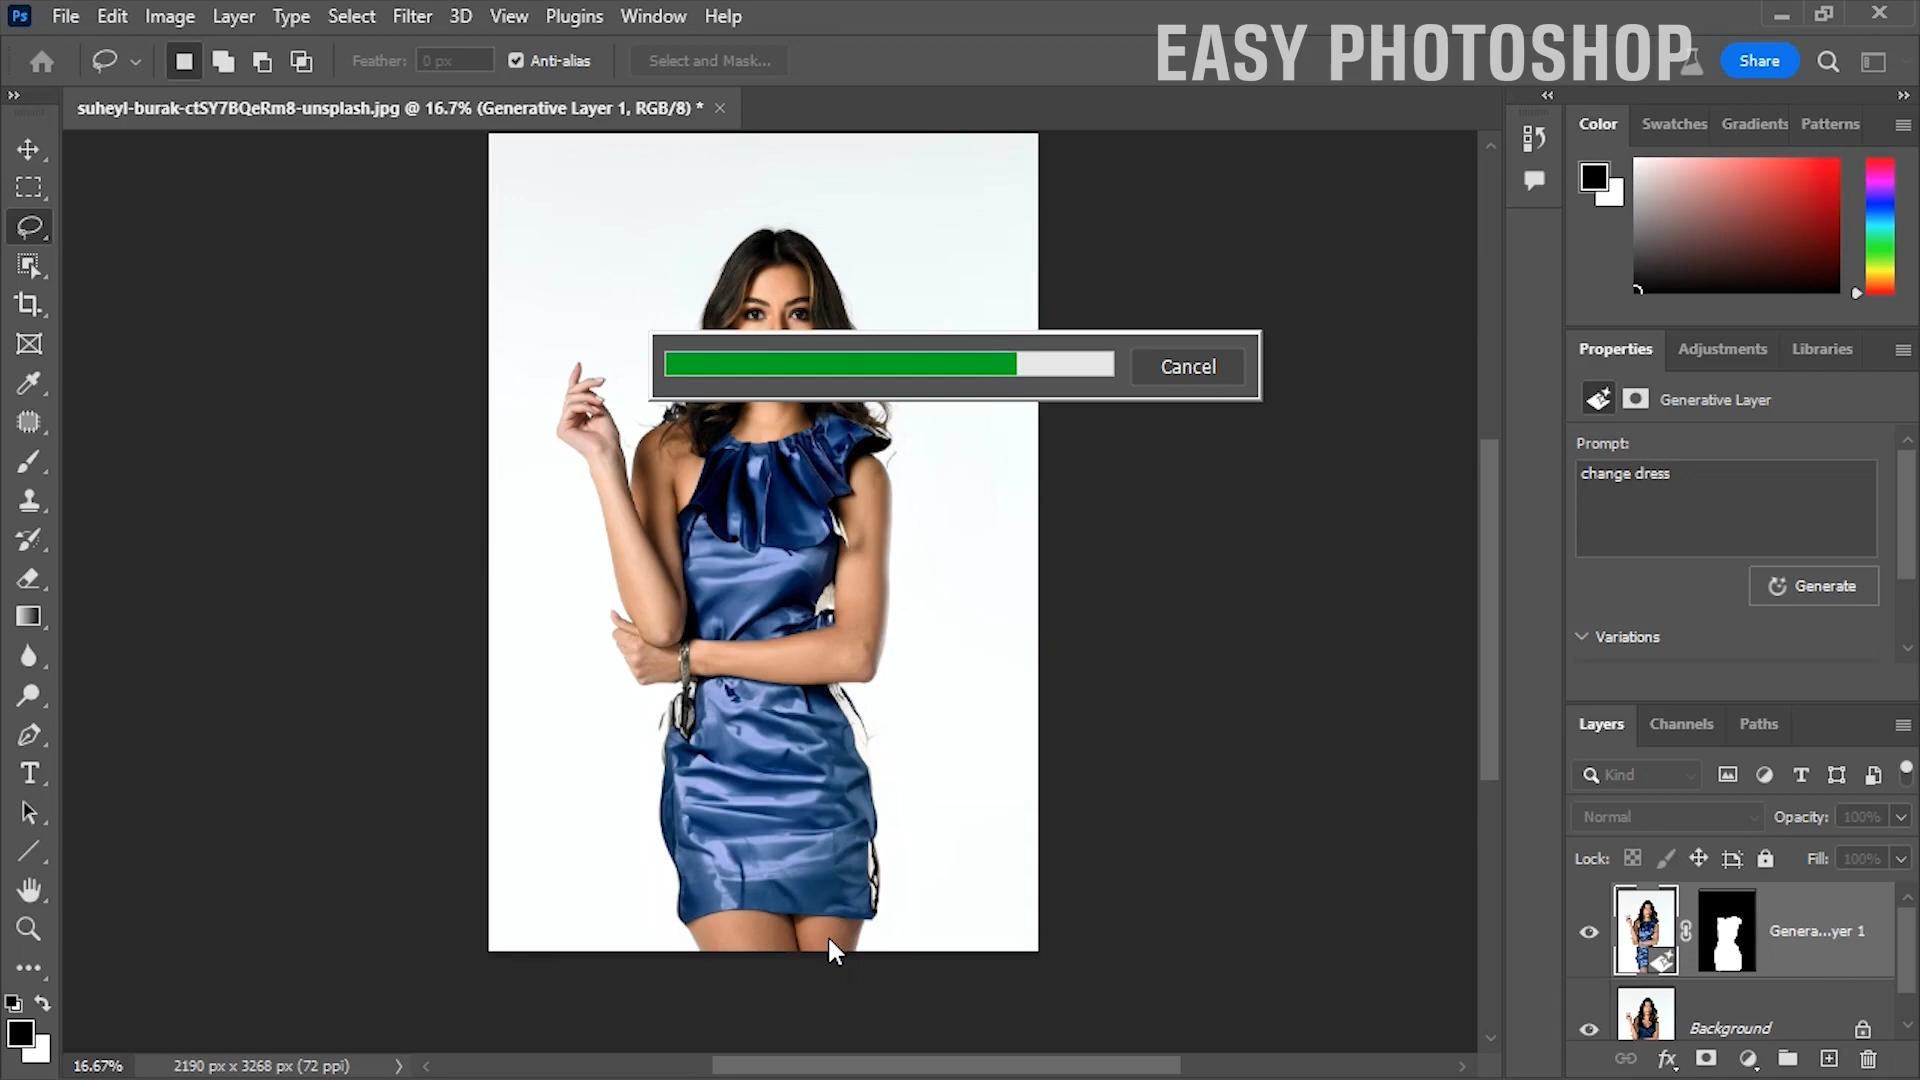 Ps File Edit Image Layer Type Select Filter 3D View Plugins Window Help
EASY PHOTOSHOP
Feather: 0 px Anti-alias Select and Mask... Share
suheyl-burak-ctSY7BQeRm8-unsplash.jpg @ 16.7% (Generative Layer 1, RGB/8) *
Color Swatches Gradients Patterns
Cancel
Properties Adjustments Libraries
Generative Layer
Prompt:
change dress
Generate
Variations
Layers Channels Paths
Kind
Normal Opacity: 100%
Lock: Fill: 100%
Genera...yer 1
Background
16.67% 2190 px x 3268 px (72 ppi)